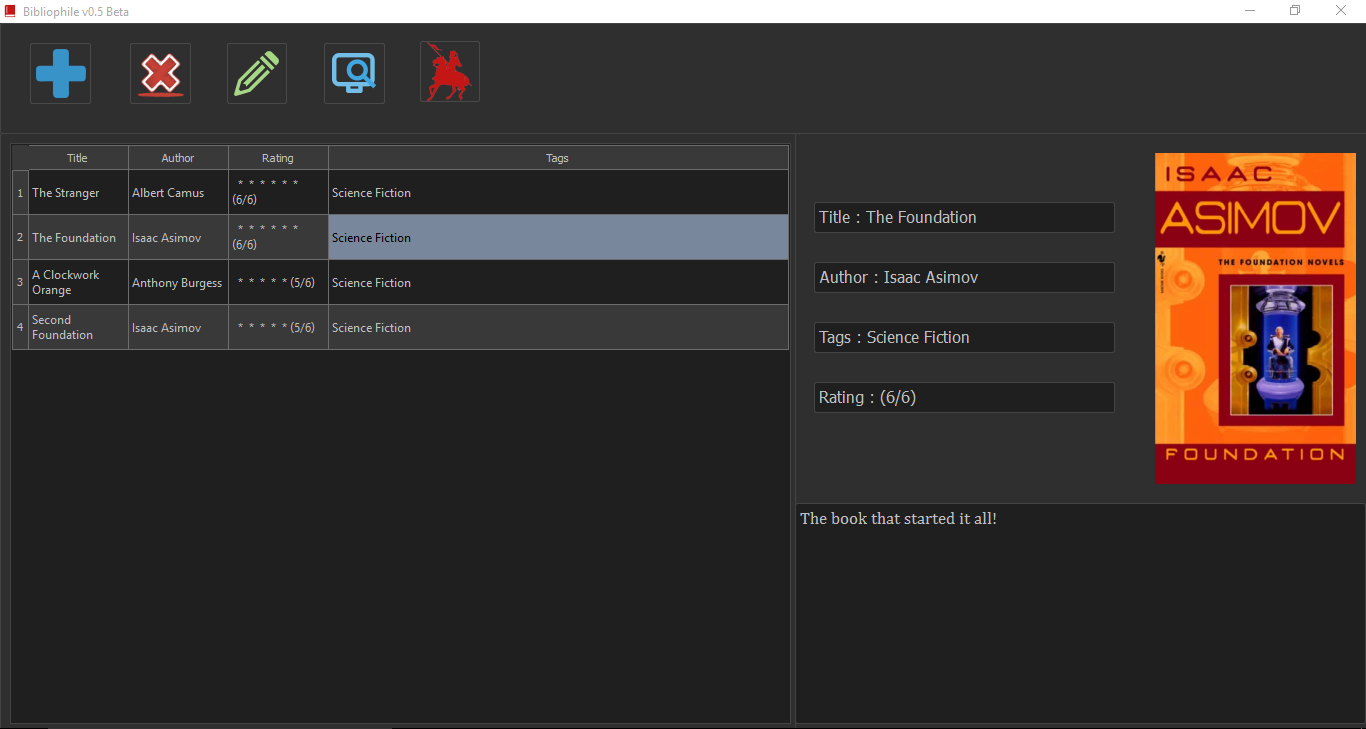 Bibliophile v0.5 Beta
Title Author Rating Tags
1 The Stranger Albert Camus * * * * * * (6/6) Science Fiction
2 The Foundation Isaac Asimov * * * * * * (6/6) Science Fiction
3 A Clockwork Orange Anthony Burgess * * * * * (5/6) Science Fiction
4 Second Foundation Isaac Asimov * * * * * (5/6) Science Fiction
Title : The Foundation
Author : Isaac Asimov
Tags : Science Fiction
Rating : (6/6)
ISAAC
ASIMOV
THE FOUNDATION NOVELS
FOUNDATION
The book that started it all!